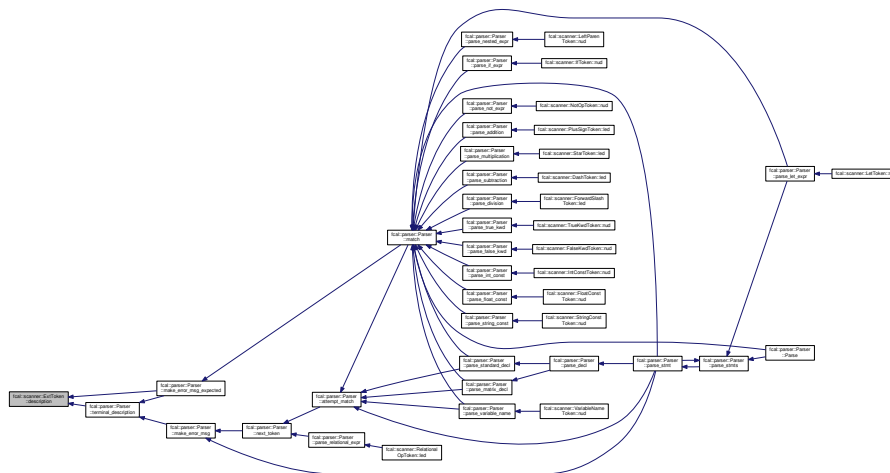 fcal::parser::Parser
::parse_nested_expr
fcal::scanner::LeftParen
Token::nud
fcal::parser::Parser
::parse_if_expr
fcal::scanner::IfToken::nud
fcal::parser::Parser
::parse_not_expr
fcal::scanner::NotOpToken::nud
fcal::parser::Parser
::parse_addition
fcal::scanner::PlusSignToken::led
fcal::parser::Parser
::parse_multiplication
fcal::scanner::StarToken::led
fcal::parser::Parser
::parse_subtraction
fcal::scanner::DashToken::led
fcal::parser::Parser
::parse_let_expr
fcal::scanner::LetToken::n
fcal::parser::Parser
::parse_division
fcal::scanner::ForwardSlash
Token::led
fcal::parser::Parser
::parse_true_kwd
fcal::scanner::TrueKwdToken::nud
fcal::parser::Parser
::match
fcal::parser::Parser
::parse_false_kwd
fcal::scanner::FalseKwdToken::nud
fcal::parser::Parser
::parse_int_const
fcal::scanner::IntConstToken::nud
fcal::parser::Parser
::parse_float_const
fcal::scanner::FloatConst
Token::nud
fcal::parser::Parser
::parse_string_const
fcal::scanner::StringConst
Token::nud
fcal::parser::Parser
::Parse
fcal::parser::Parser
::parse_standard_decl
fcal::parser::Parser
::parse_decl
fcal::parser::Parser
::parse_stmt
fcal::parser::Parser
::parse_stmts
fcal::parser::Parser
::make_error_msg_expected
fcal::parser::Parser
::parse_matrix_decl
fcal::scanner::ExtToken
::description
fcal::parser::Parser
::terminal_description
fcal::parser::Parser
::attempt_match
fcal::parser::Parser
::parse_variable_name
fcal::scanner::VariableName
Token::nud
fcal::parser::Parser
::make_error_msg
fcal::parser::Parser
::next_token
fcal::parser::Parser
::parse_relational_expr
fcal::scanner::Relational
OpToken::led